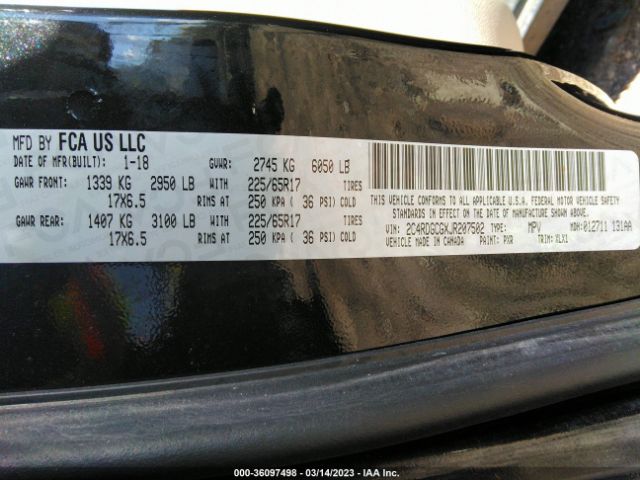 MFD BY FCA US LLC
DATE OF MFR(BUILT): 1-18 GVWR: 2745 KG 6050 LB
GAWR FRONT: 1339 KG 2950 LB WITH 225/65R17 TIRES
17X6.5 RIMS AT 250 KPA ( 36 PSI) COLD
GAWR REAR: 1407 KG 3100 LB WITH 225/65R17 TIRES
17X6.5 RIMS AT 250 KPA ( 36 PSI) COLD
THIS VEHICLE CONFORMS TO ALL APPLICABLE U.S.A. FEDERAL MOTOR VEHICLE SAFETY
STANDARDS IN EFFECT ON THE DATE OF MANUFACTURE SHOWN ABOVE.
VIN: 2C4RDGCGXJR207502 TYPE: MPV MDH:012711 131AA
MADE IN CANADA PAINT: PXR TRIM: XLX1
000-36097498 - 03/14/2023 - IAA Inc.